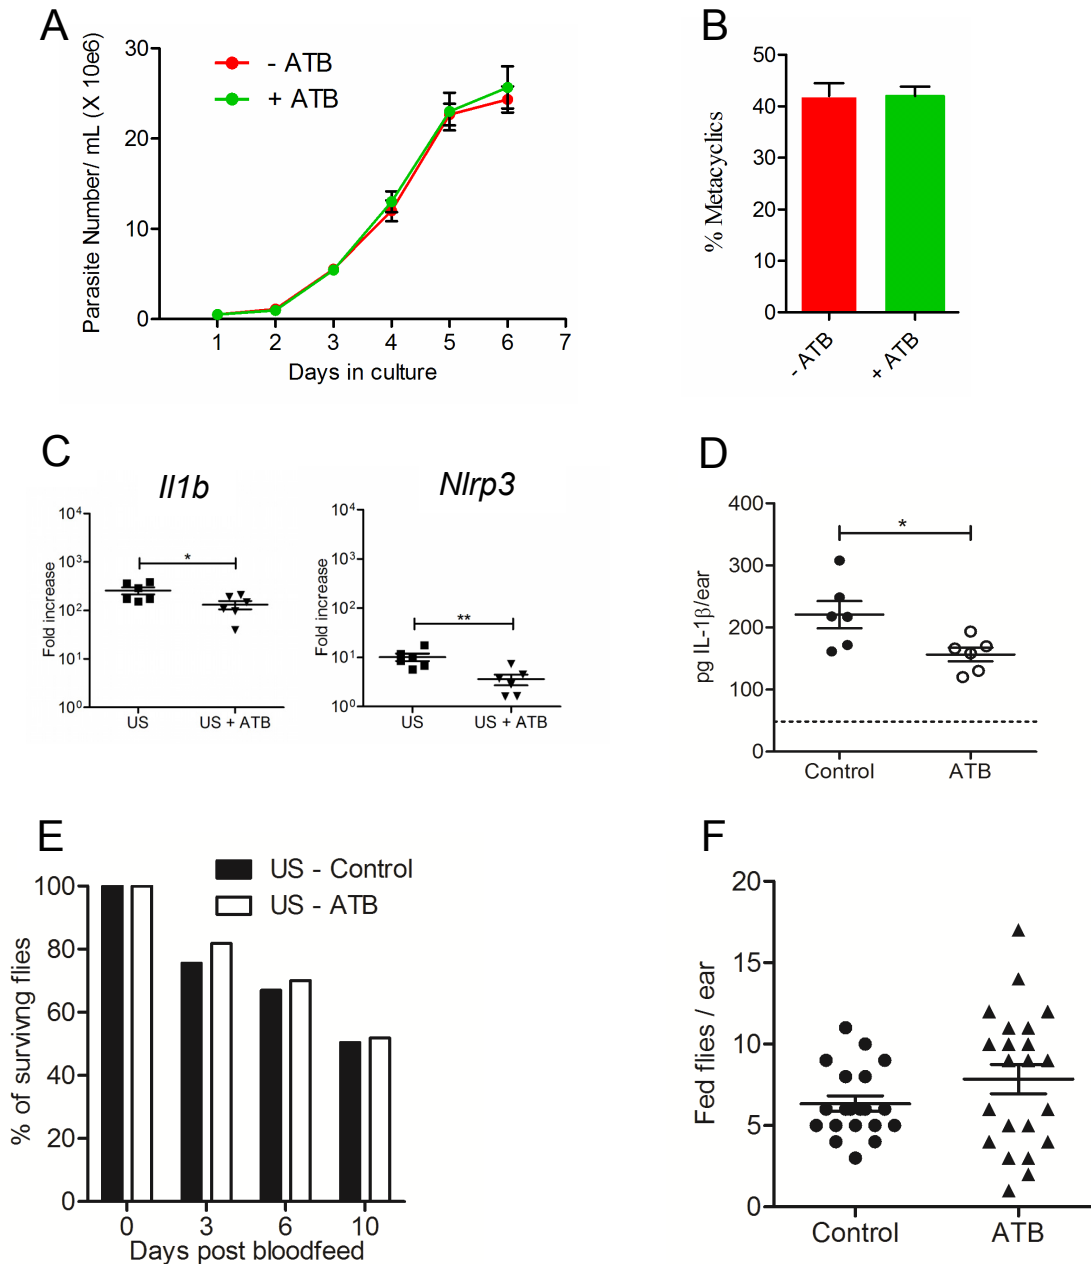 A
Parasite Number/ mL (X 10e6)
30
20
10
0
- ATB
+ ATB
1 2 3 4 5 6 7
Days in culture
B
% Metacyclics
50
40
30
20
10
0
- ATB
+ ATB
C
Il1b
Fold increase
10⁴
10³
10²
10¹
10⁰
*
US US + ATB
Nlrp3
Fold increase
10⁴
10³
10²
10¹
10⁰
**
US US + ATB
D
pg IL-1β/ear
400
300
200
100
0
*
Control ATB
E
% of survivng flies
100
80
60
40
20
0
US - Control
US - ATB
0 3 6 10
Days post bloodfeed
F
Fed flies / ear
20
15
10
5
0
Control ATB